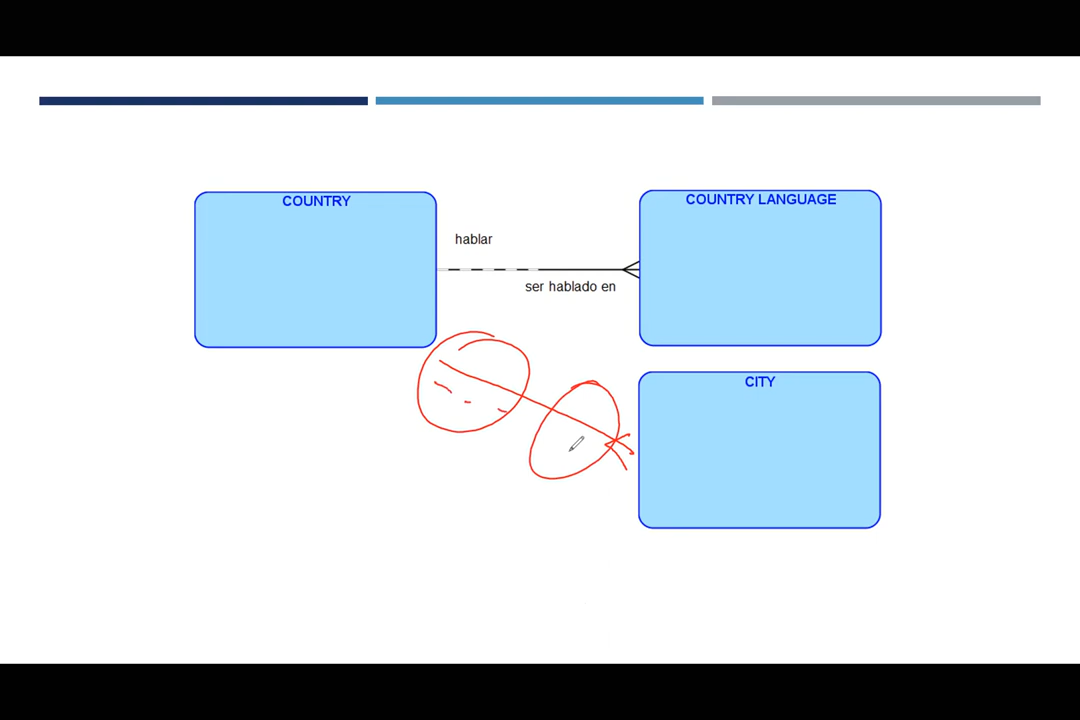 COUNTRY
COUNTRY LANGUAGE
hablar
ser hablado en
CITY